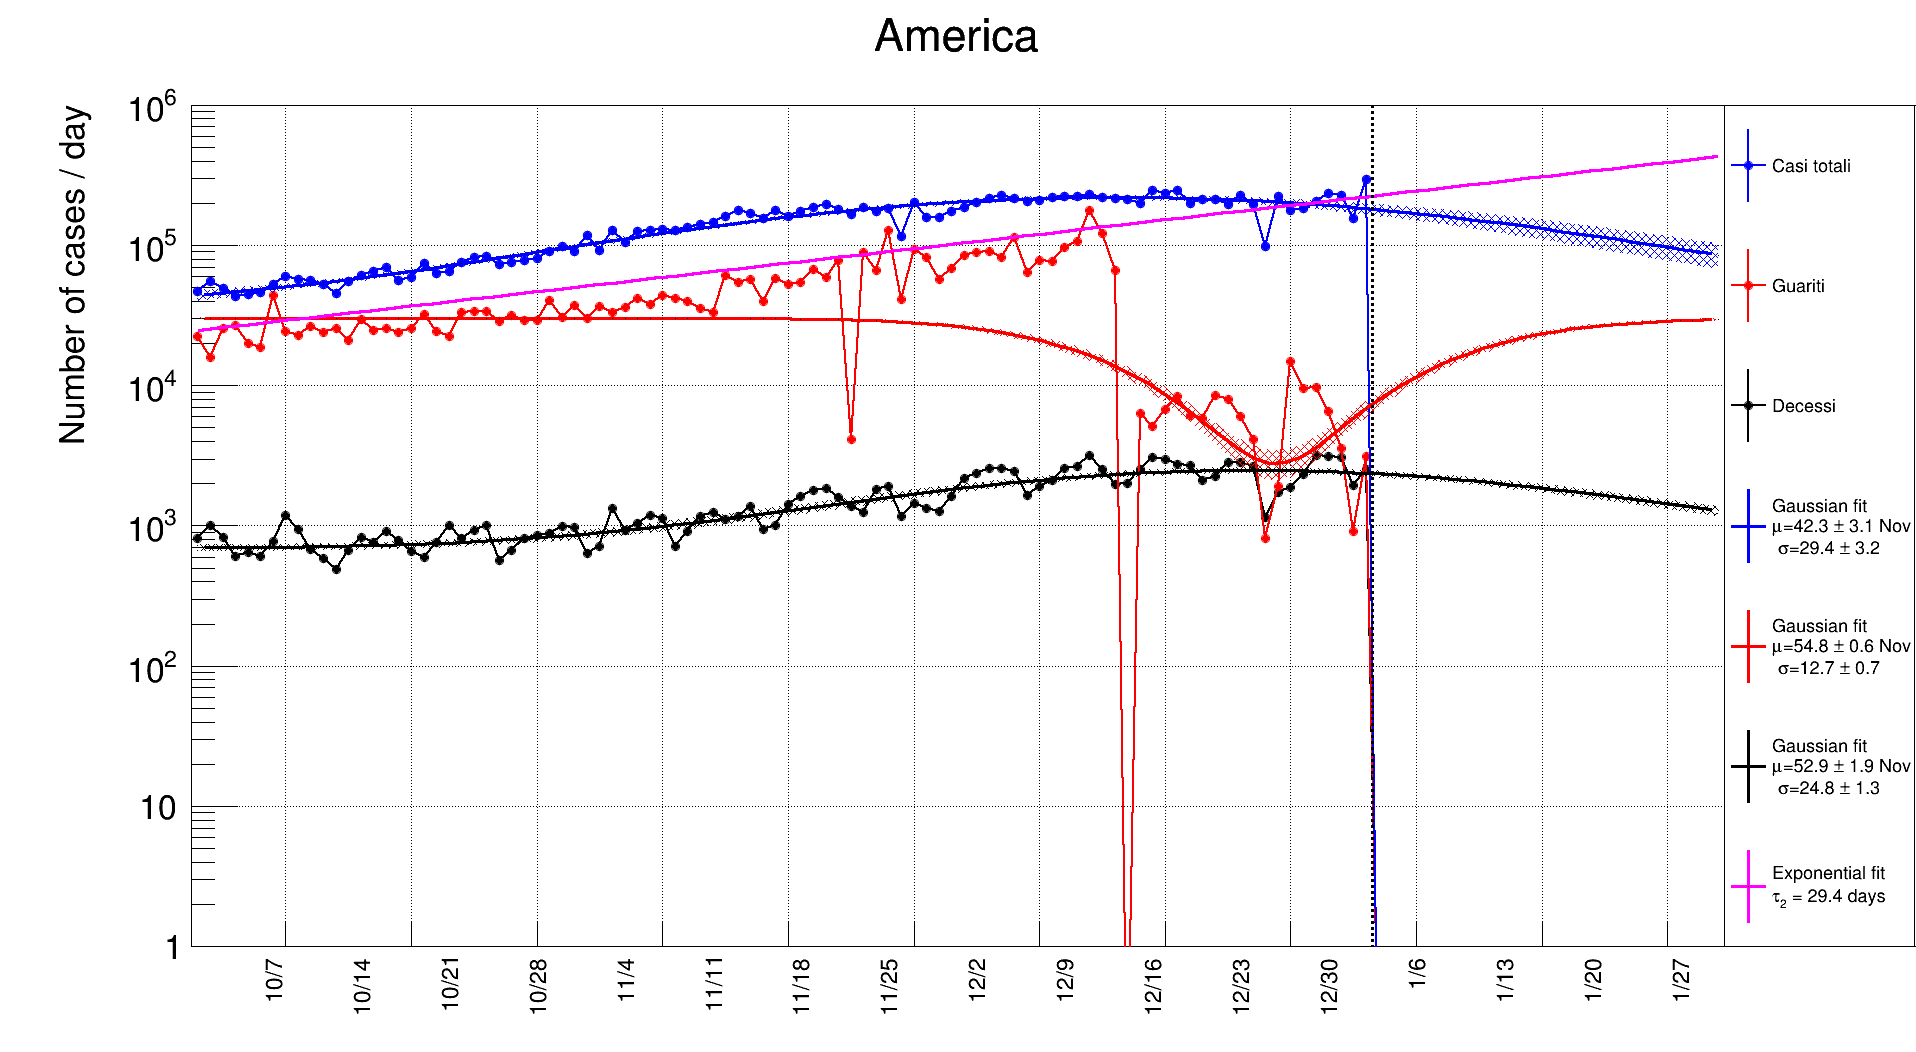 America
Number of cases / day
10^6
10^5
10^4
10^3
10^2
10
1
10/7
10/14
10/21
10/28
11/4
11/11
11/18
11/25
12/2
12/9
12/16
12/23
12/30
1/6
1/13
1/20
1/27
Casi totali
Guariti
Decessi
Gaussian fit
μ=42.3 ± 3.1 Nov
σ=29.4 ± 3.2
Gaussian fit
μ=54.8 ± 0.6 Nov
σ=12.7 ± 0.7
Gaussian fit
μ=52.9 ± 1.9 Nov
σ=24.8 ± 1.3
Exponential fit
τ₂ = 29.4 days